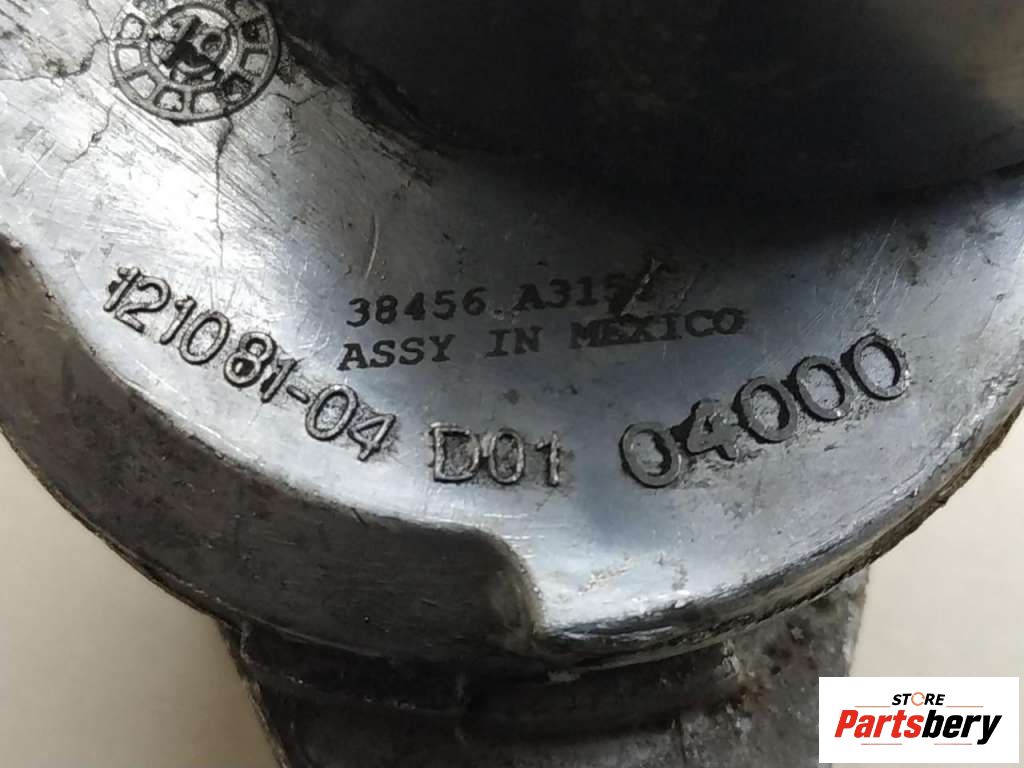 38456
ASSY IN MEXICO
121081-04 D01 04000
STORE
Partsbery